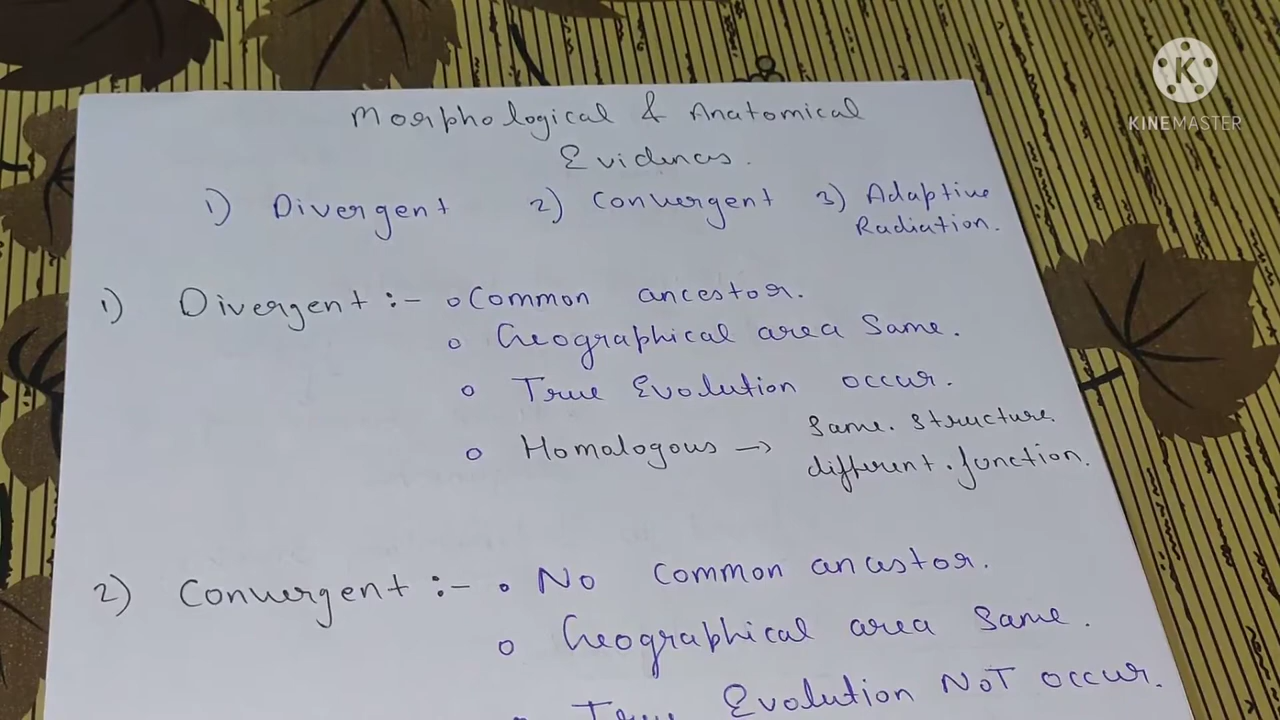 Morphological & Anatomical
Evidences.
1) Divergent 2) Convergent 3) Adaptive
Radiation.
1) Divergent :- o Common ancestor.
o Geographical area Same.
o True Evolution occur.
o Homologous → Same. structure.
different. function.
2) Convergent :- o No common ancestor.
o Geographical area same.
True Evolution NOT occur.
K
KINEMASTER